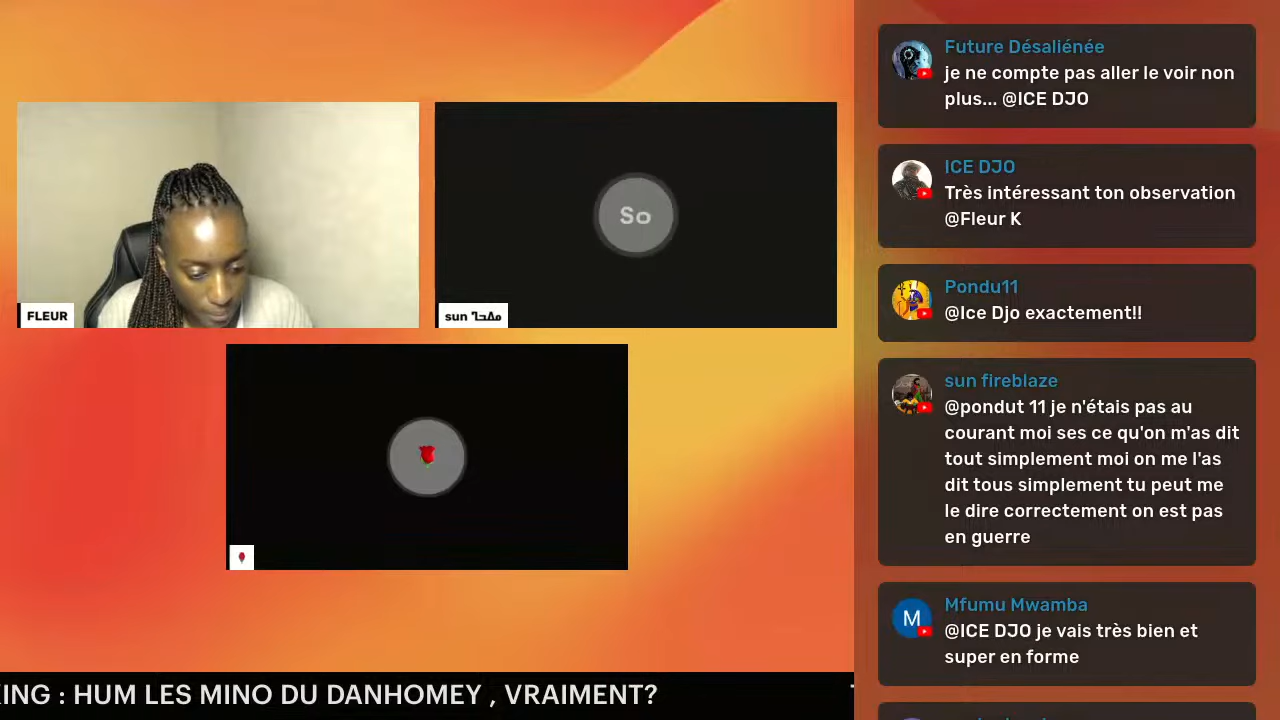 FLEUR
So
sun
KING : HUM LES MINO DU DANHOMEY , VRAIMENT?
Future Désaliénée
je ne compte pas aller le voir non
plus... @ICE DJO
ICE DJO
Très intéressant ton observation
@Fleur K
Pondu11
@Ice Djo exactement!!
sun fireblaze
@pondut 11 je n'étais pas au
courant moi ses ce qu'on m'as dit
tout simplement moi on me l'as
dit tous simplement tu peut me
le dire correctement on est pas
en guerre
M
Mfumu Mwamba
@ICE DJO je vais très bien et
super en forme